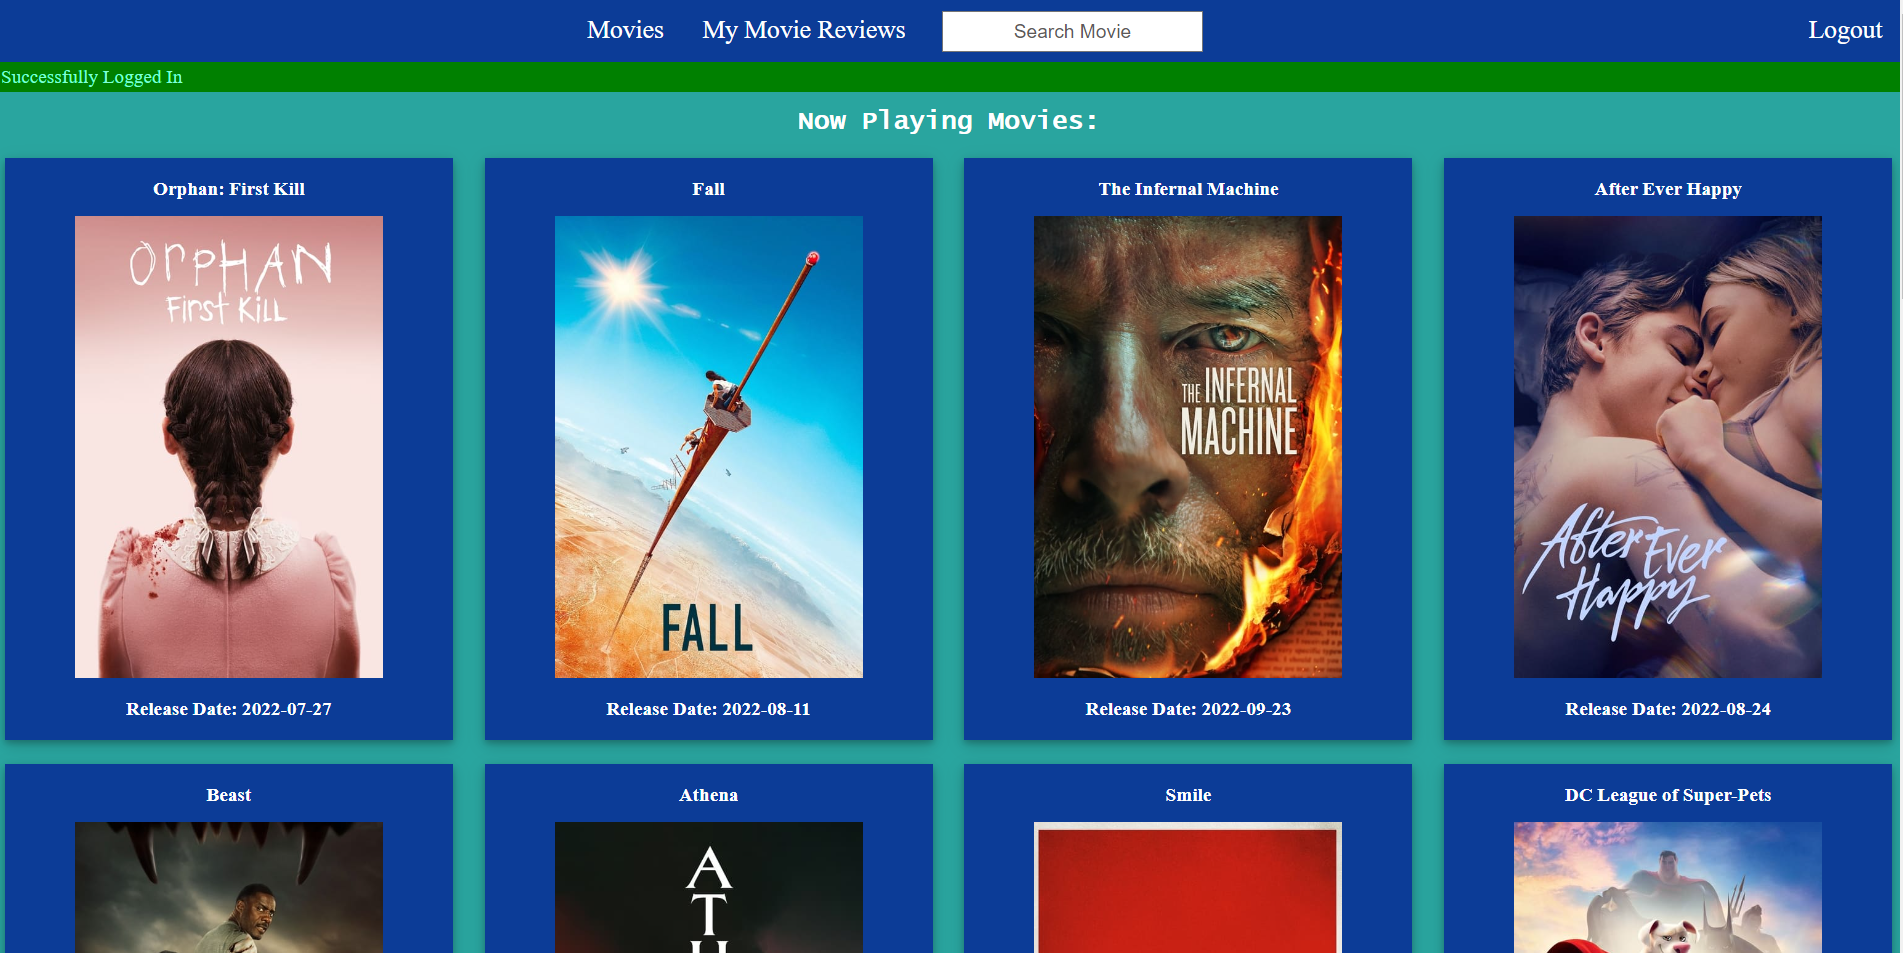 Movies My Movie Reviews Search Movie Logout
Successfully Logged In
Now Playing Movies:
Orphan: First Kill Fall The Infernal Machine After Ever Happy
ORPHAN
First Kill
FALL
THE INFERNAL
MACHINE
After Ever
Happy
Release Date: 2022-07-27 Release Date: 2022-08-11 Release Date: 2022-09-23 Release Date: 2022-08-24
Beast Athena Smile DC League of Super-Pets
A
T
H